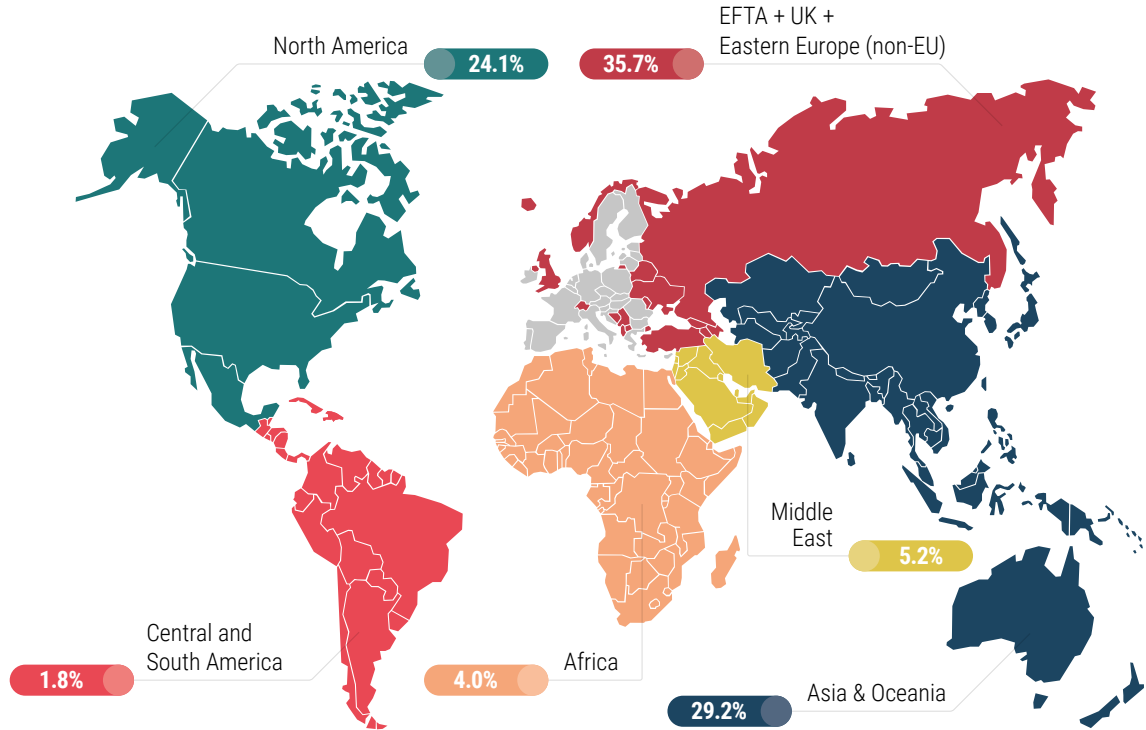 North America
24.1%
35.7%
EFTA + UK +
Eastern Europe (non-EU)
Middle
East
5.2%
Central and
South America
1.8%
4.0%
Africa
29.2%
Asia & Oceania